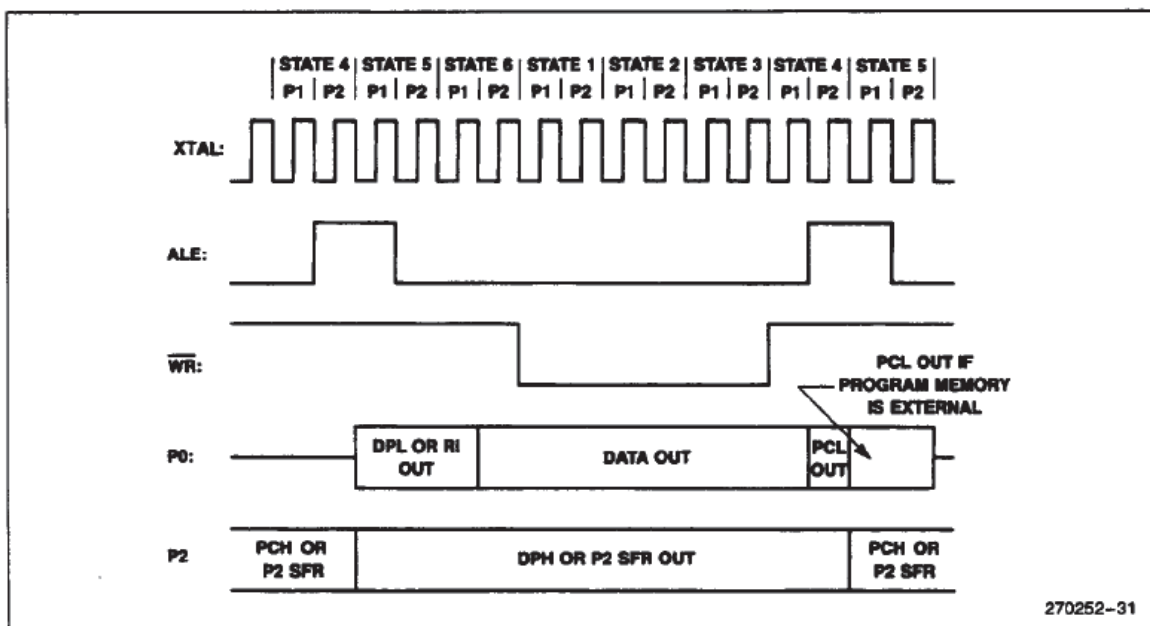 STATE 4 STATE 5 STATE 6 STATE 1 STATE 2 STATE 3 STATE 4 STATE 5
P1 P2 P1 P2 P1 P2 P1 P2 P1 P2 P1 P2 P1 P2 P1 P2
XTAL:
ALE:
WR:
PCL OUT IF
PROGRAM MEMORY
IS EXTERNAL
P0:
DPL OR RI
OUT
DATA OUT
PCL
OUT
P2
PCH OR
P2 SFR
DPH OR P2 SFR OUT
PCH OR
P2 SFR
270252-31